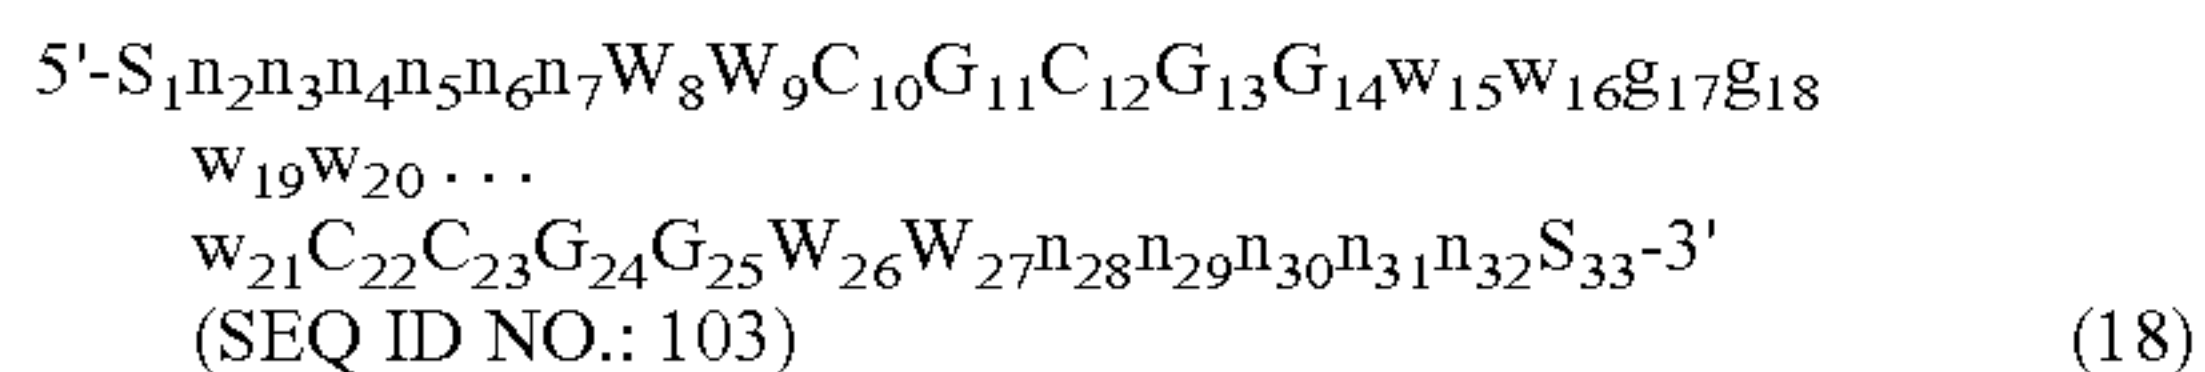 5'-S₁n₂n₃n₄n₅n₆n₇W₈W₉C₁₀G₁₁C₁₂G₁₃G₁₄w₁₅w₁₆g₁₇g₁₈
w₁₉w₂₀ . . .
w₂₁C₂₂C₂₃G₂₄G₂₅W₂₆W₂₇n₂₈n₂₉n₃₀n₃₁n₃₂S₃₃-3'
(SEQ ID NO.: 103) (18)